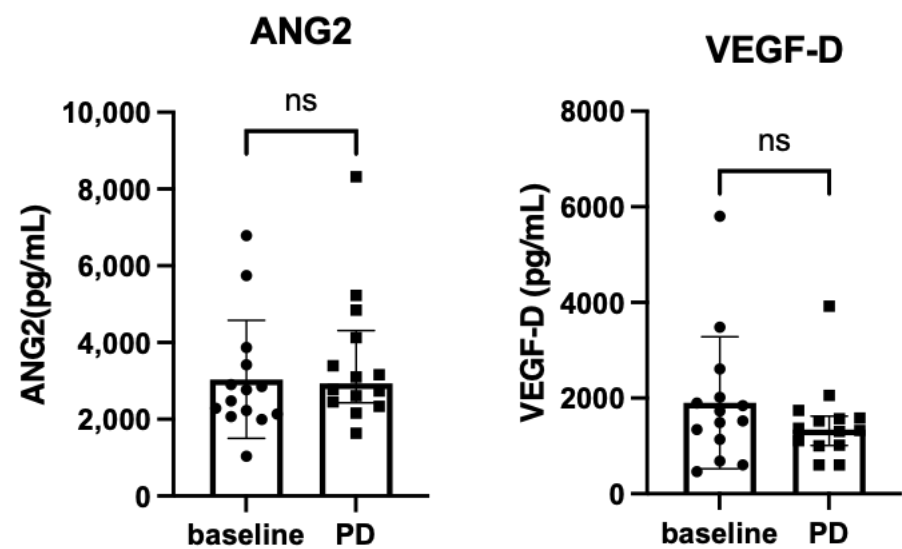 ANG2
ns
10,000
8,000
6,000
4,000
2,000
0
ANG2(pg/mL)
baseline PD
VEGF-D
ns
8000
6000
4000
2000
0
VEGF-D (pg/mL)
baseline PD